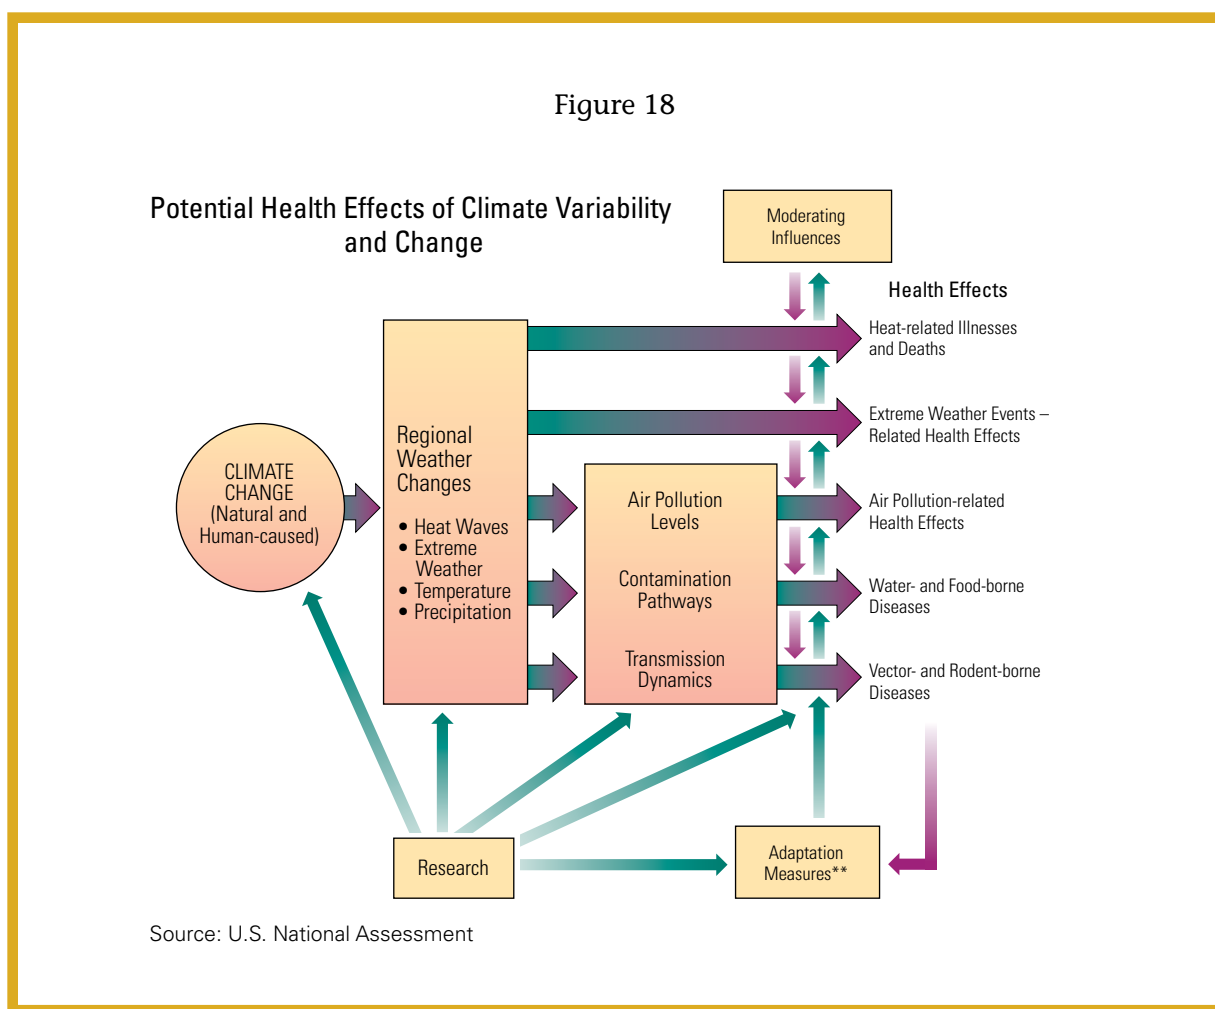 Figure 18
Potential Health Effects of Climate Variability
and Change
Moderating
Influences
Health Effects
Heat-related Illnesses
and Deaths
Extreme Weather Events –
Related Health Effects
Air Pollution-related
Health Effects
Water- and Food-borne
Diseases
Vector- and Rodent-borne
Diseases
CLIMATE
CHANGE
(Natural and
Human-caused)
Regional
Weather
Changes
• Heat Waves
• Extreme
Weather
• Temperature
• Precipitation
Air Pollution
Levels
Contamination
Pathways
Transmission
Dynamics
Research
Adaptation
Measures**
Source: U.S. National Assessment